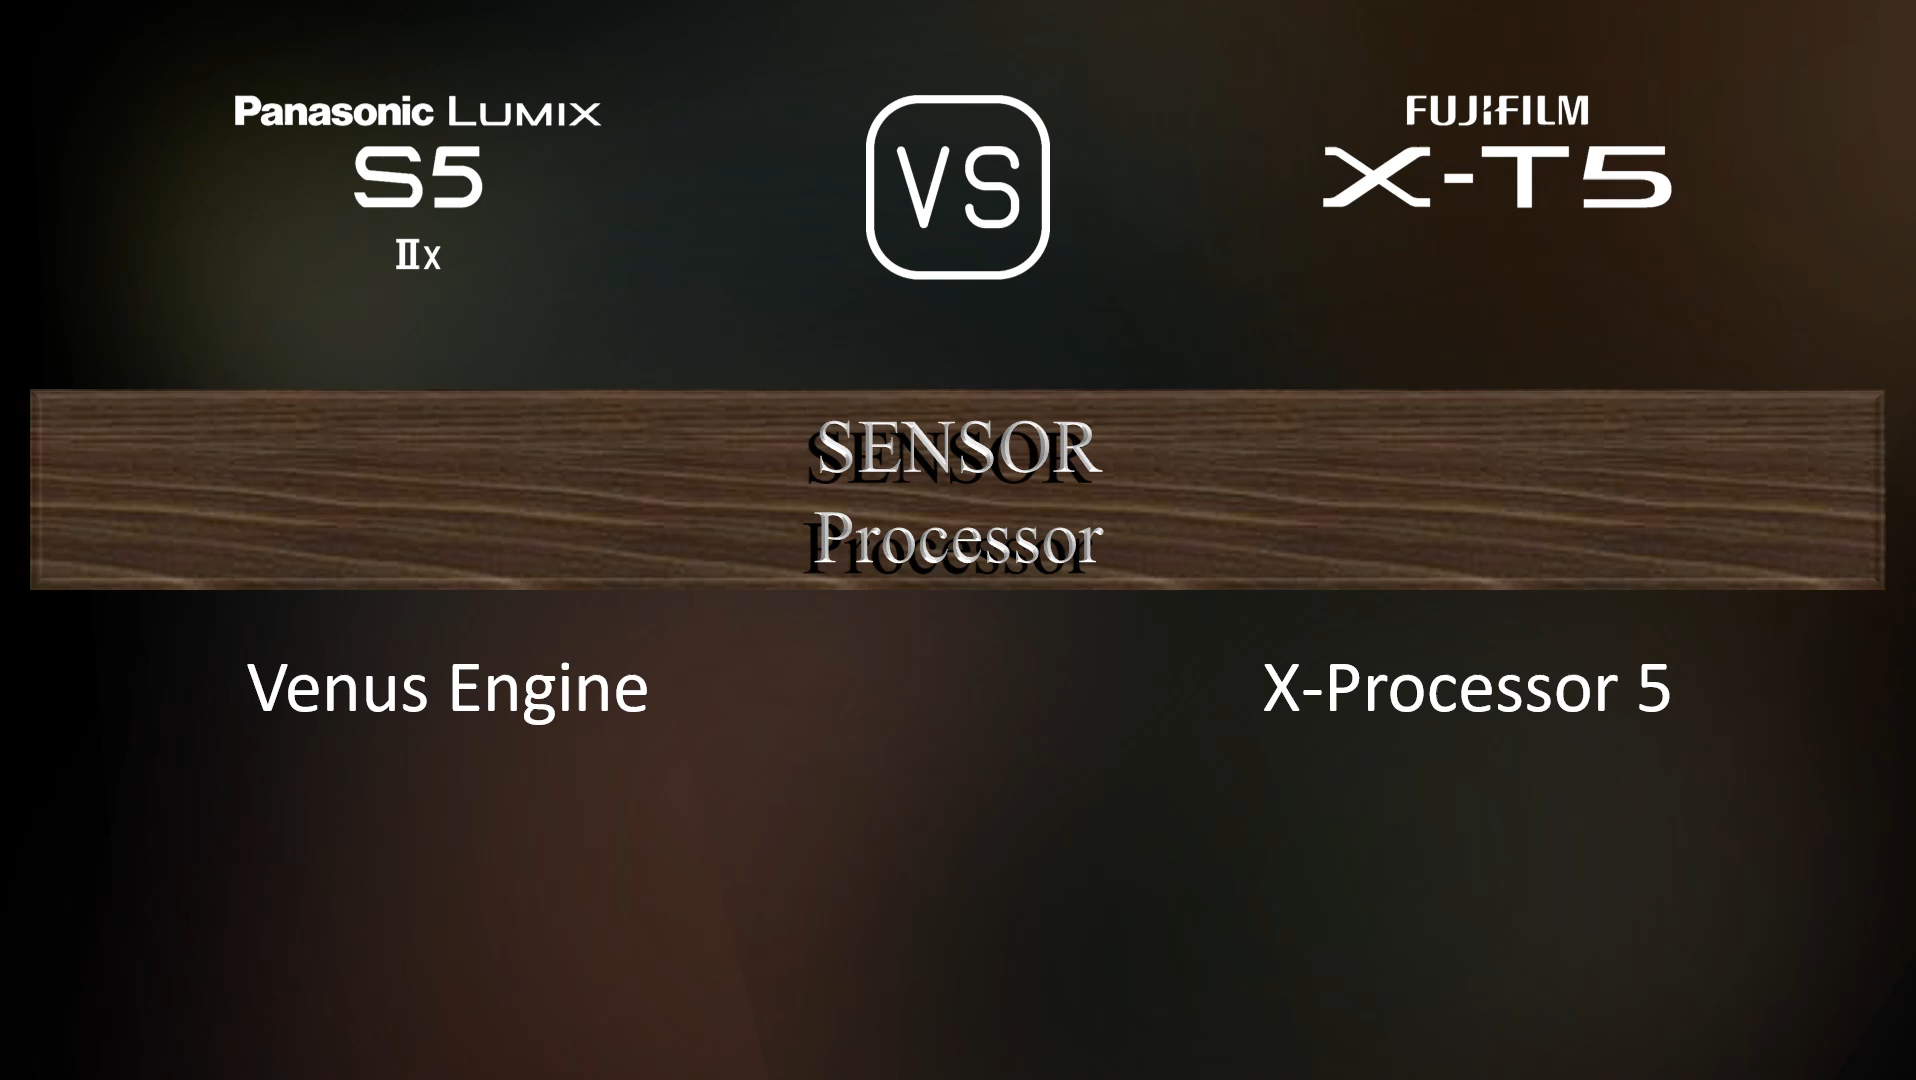 Panasonic LUMIX
S5
IIx
VS
FUJIFILM
X-T5
SENSOR
Processor
Venus Engine
X-Processor 5